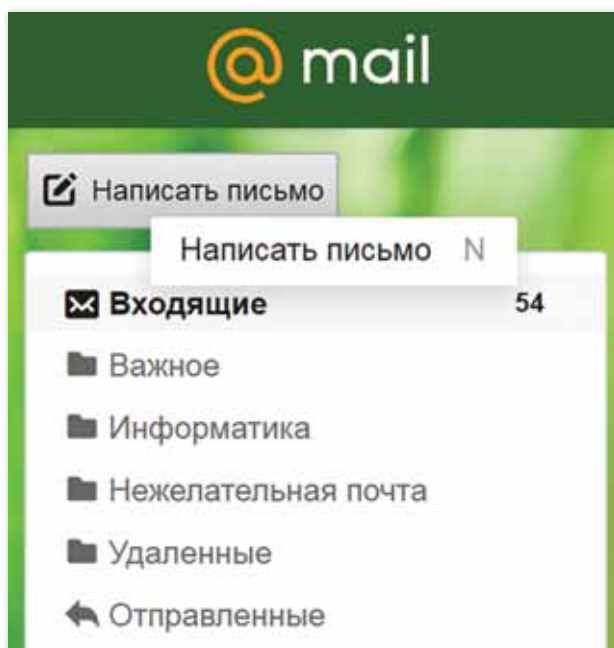 @ mail
Написать письмо
Написать письмо N
Входящие 54
Важное
Информатика
Нежелательная почта
Удаленные
Отправленные